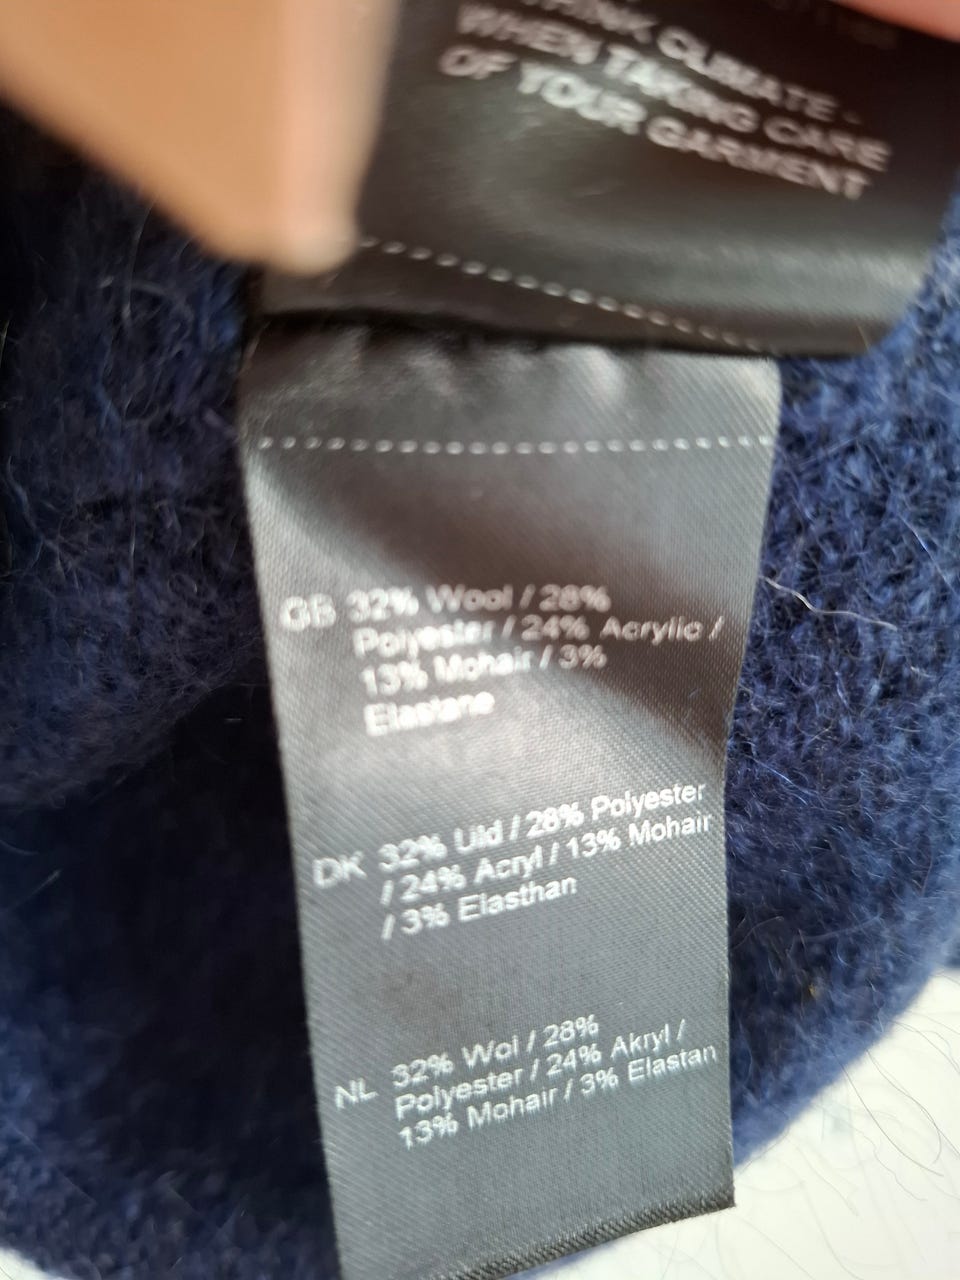 THINK CLIMATE -
WHEN TAKING CARE
OF YOUR GARMENT
GB 32% Wool / 28%
Polyester / 24% Acrylic /
13% Mohair / 3%
Elastane
DK 32% Uld / 28% Polyester
/ 24% Acryl / 13% Mohair
/ 3% Elasthan
NL 32% Wol / 28%
Polyester / 24% Akryl /
13% Mohair / 3% Elastan